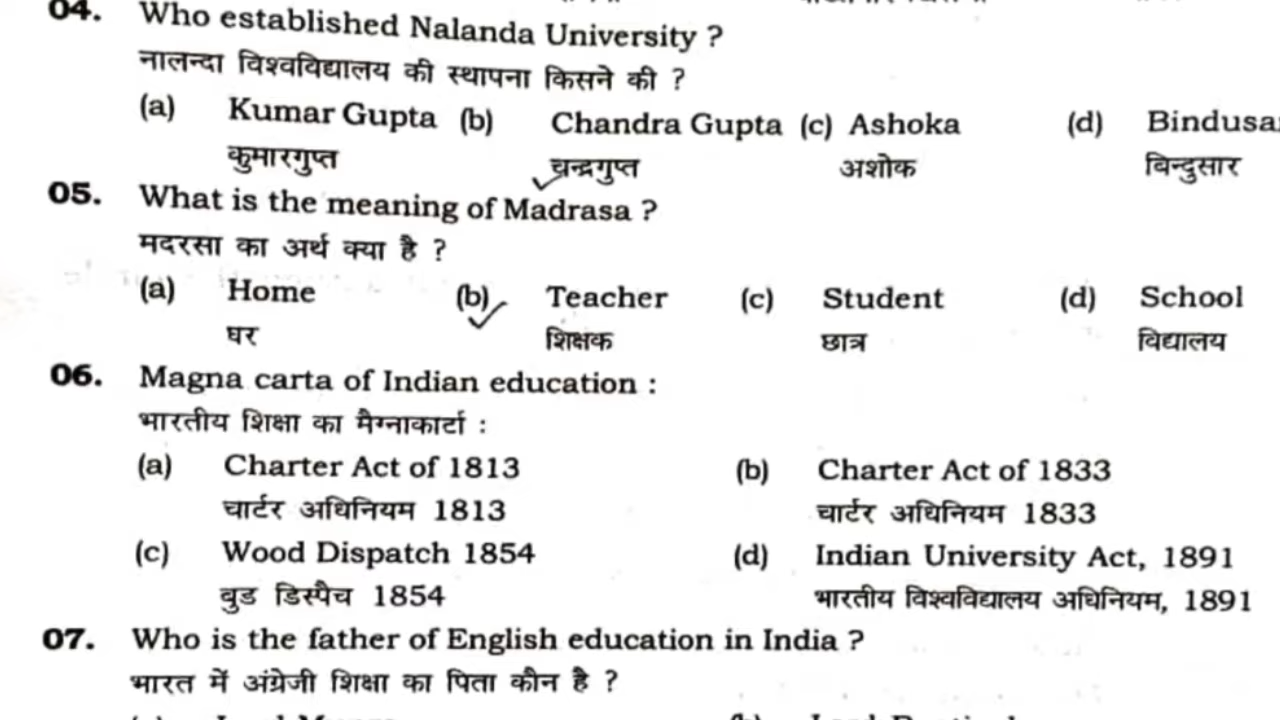 04. Who established Nalanda University ?
नालन्दा विश्वविद्यालय की स्थापना किसने की ?
(a) Kumar Gupta (b) Chandra Gupta (c) Ashoka (d)
कुमारगुप्त चन्द्रगुप्त अशोक बिन्दुसार
05. What is the meaning of Madrasa ?
मदरसा का अर्थ क्या है ?
(a) Home (b) Teacher (c) Student (d) School
घर शिक्षक छात्र विद्यालय
06. Magna carta of Indian education :
भारतीय शिक्षा का मैग्नाकार्टा :
(a) Charter Act of 1813 (b) Charter Act of 1833
चार्टर अधिनियम 1813 चार्टर अधिनियम 1833
(c) Wood Dispatch 1854 (d) Indian University Act, 1891
वुड डिस्पैच 1854 भारतीय विश्वविद्यालय अधिनियम, 1891
07. Who is the father of English education in India ?
भारत में अंग्रेजी शिक्षा का पिता कौन है ?